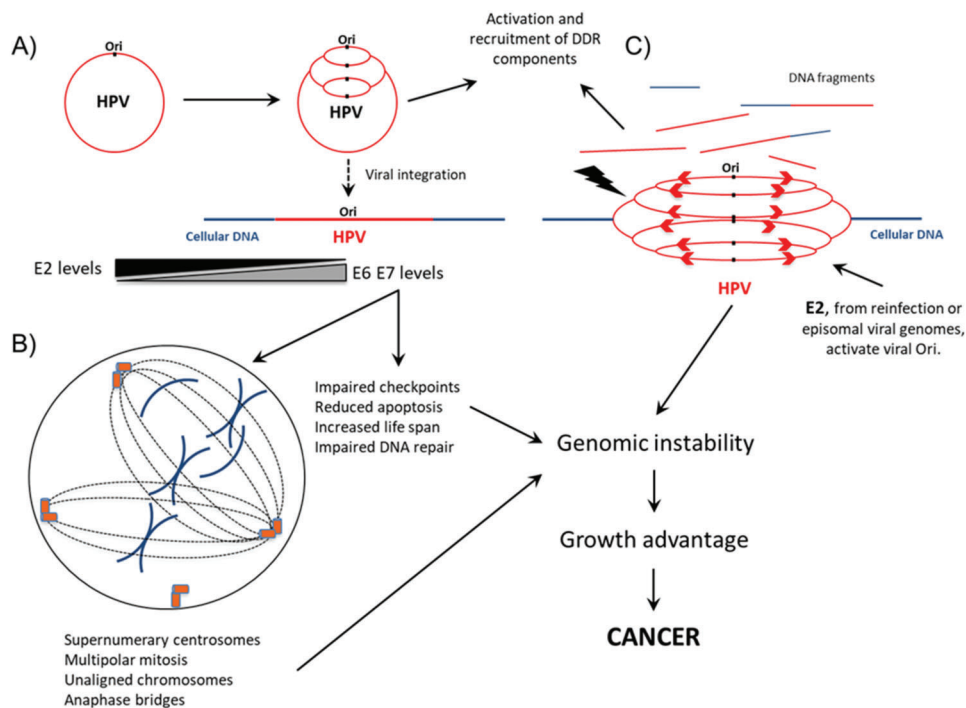 A)
Ori
HPV
Ori
HPV
Activation and
recruitment of DDR
components
C)
DNA fragments
Viral integration
Ori
Cellular DNA
HPV
Ori
Cellular DNA
HPV
E2 levels
E6 E7 levels
E2, from reinfection or
episomal viral genomes,
activate viral Ori.
B)
Impaired checkpoints
Reduced apoptosis
Increased life span
Impaired DNA repair
Genomic instability
Growth advantage
CANCER
Supernumerary centrosomes
Multipolar mitosis
Unaligned chromosomes
Anaphase bridges